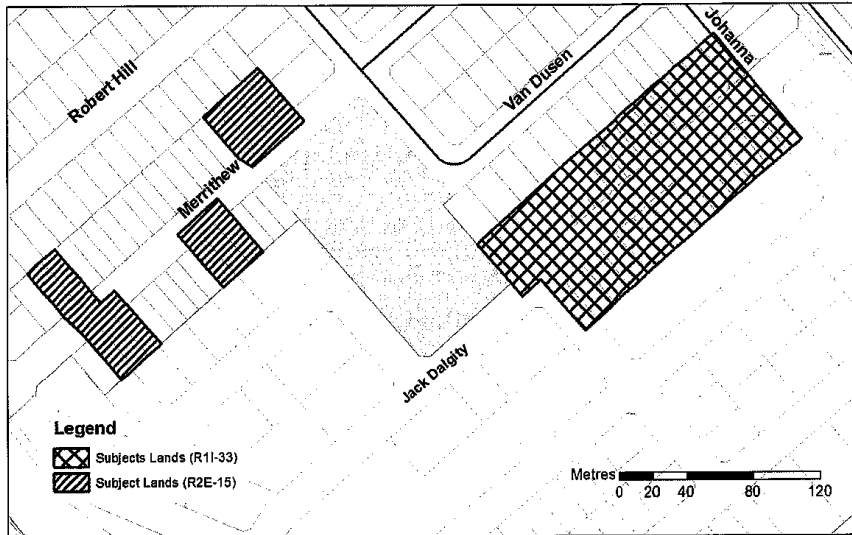 Johanna
Van Dusen
Robert Hill
Merrithew
Jack Dalgity
Legend
Subjects Lands (R1I-33)
Subject Lands (R2E-15)
Metres
0 20 40 80 120